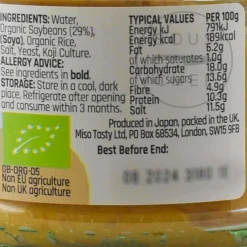 INGREDIENTS: Water,
Organic Soybeans (29%),
(Soya), Organic Rice,
Salt, Yeast, Koji Culture.
ALLERGY ADVICE:
See ingredients in bold.
STORAGE: Store in a cool, dark
place. Refrigerate after opening
and consume within 3 months.
TYPICAL VALUES PER 100g
Energy kJ 791kJ
Energy kcal 189kcal
Fat 6.2g
of which saturates 1.0g
Carbohydrate 18.0g
of which sugars 13.6g
Fibre 4.9g
Protein 10.3g
Salt 11.5g
Produced in Japan, packed in the UK.
Miso Tasty Ltd, PO Box 68534, London, SW15 9FB
Best Before End:
08 2024
GB-ORG-05
Non EU agriculture
Non UK agriculture